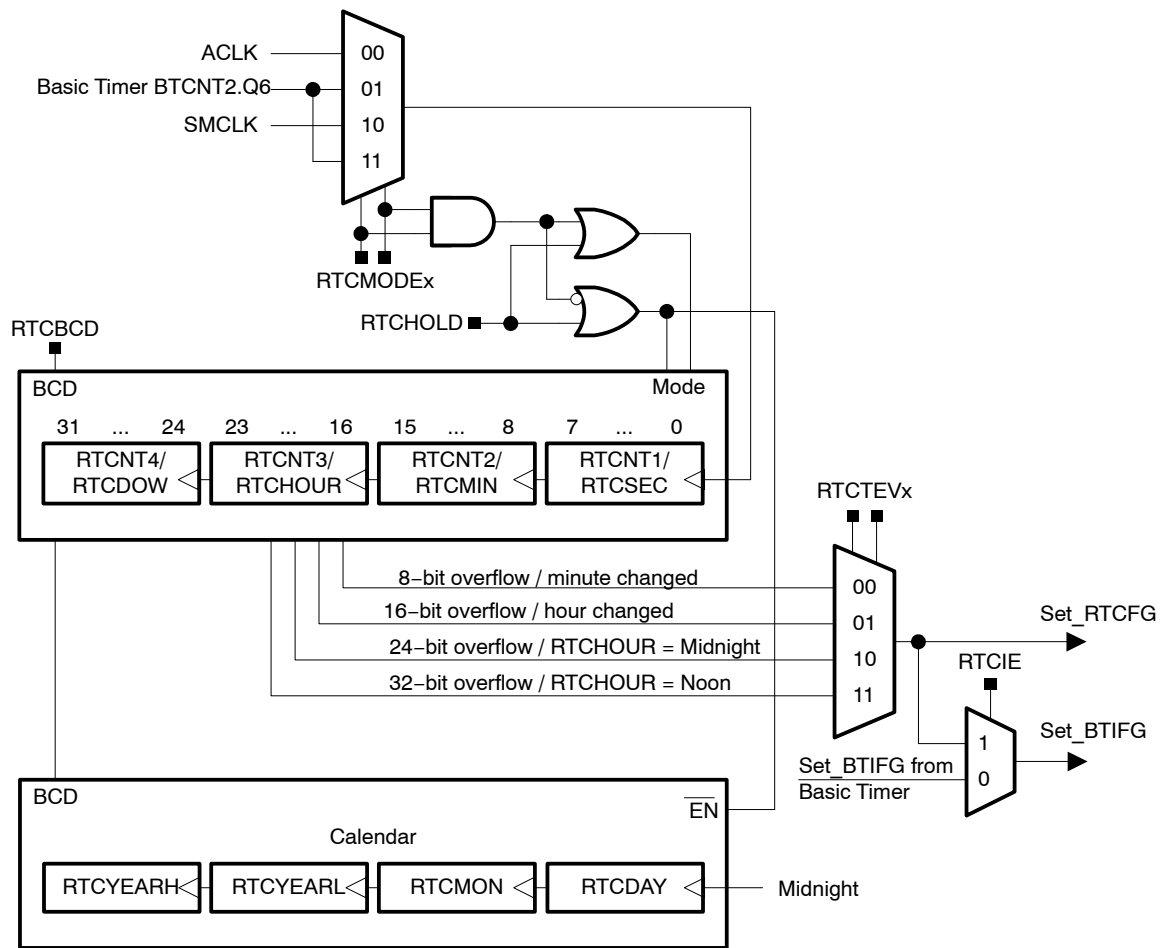 ACLK
00
Basic Timer BTCNT2.Q6
01
SMCLK
10
11
RTCMODEx
RTCHOLD
RTCBCD
BCD
Mode
31 ... 24 23 ... 16 15 ... 8 7 ... 0
RTCNT4/
RTCDOW
RTCNT3/
RTCHOUR
RTCNT2/
RTCMIN
RTCNT1/
RTCSEC
RTCTEVx
8−bit overflow / minute changed
00
16−bit overflow / hour changed
01
24−bit overflow / RTCHOUR = Midnight
10
32−bit overflow / RTCHOUR = Noon
11
Set_RTCFG
RTCIE
1
0
Set_BTIFG
Set_BTIFG from
Basic Timer
BCD
EN
Calendar
RTCYEARH
RTCYEARL
RTCMON
RTCDAY
Midnight